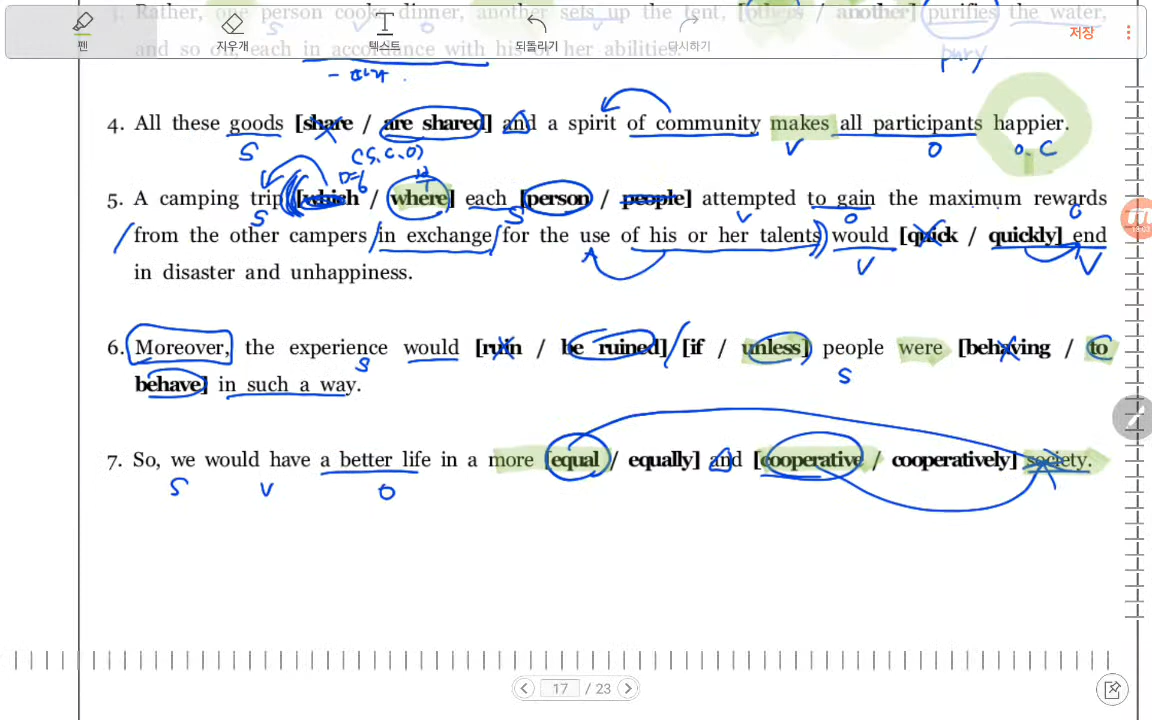 3. Rather, one person cooks dinner, another sets up the tent, [others / another] purifies the water,
S V O S V
펜 지우개 텍스트 되돌리기 다시하기 저장
and so on, each in accordance with his or her abilities.
4. All these goods [share / are shared] and a spirit of community makes all participants happier.
S V O O.C
(S, C, O)
5. A camping trip [which / where] each [person / people] attempted to gain the maximum rewards
S S V O O
from the other campers in exchange for the use of his or her talents would [quick / quickly] end
V V
in disaster and unhappiness.
6. Moreover, the experience would [ruin / be ruined] [if / unless] people were [behaving / to
S S
behave] in such a way.
7. So, we would have a better life in a more [equal / equally] and [cooperative / cooperatively] society.
S V O
17 / 23